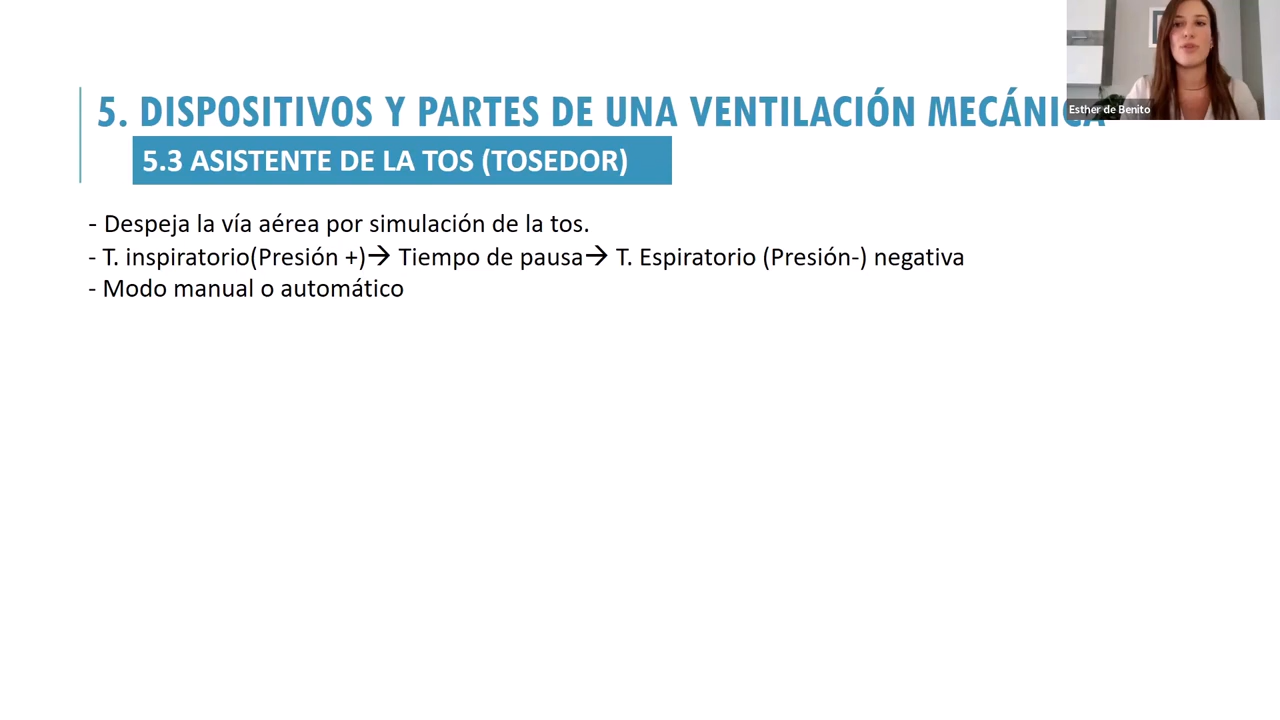 5. DISPOSITIVOS Y PARTES DE UNA VENTILACIÓN MECÁNICA
5.3 ASISTENTE DE LA TOS (TOSEDOR)
Esther de Benito
- Despeja la vía aérea por simulación de la tos.
- T. inspiratorio(Presión +)→ Tiempo de pausa→ T. Espiratorio (Presión-) negativa
- Modo manual o automático